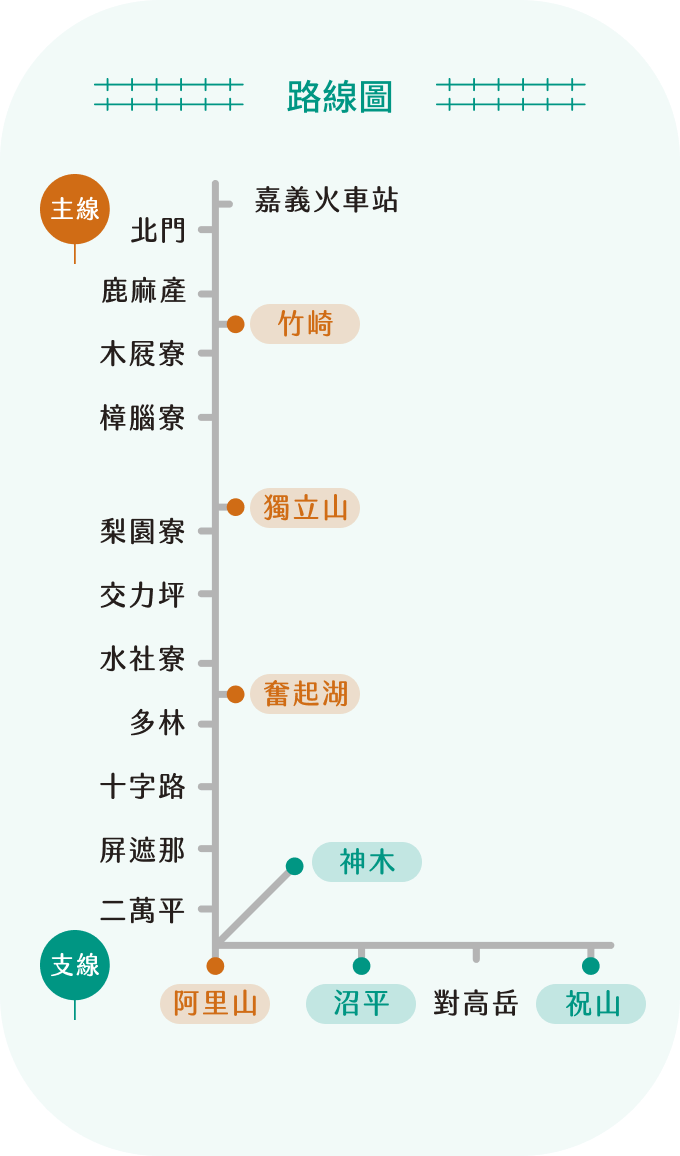 路線圖
主線
嘉義火車站
北門
鹿麻產
竹崎
木屐寮
樟腦寮
獨立山
梨園寮
交力坪
水社寮
奮起湖
多林
十字路
屏遮那
神木
二萬平
支線
阿里山
沼平
對高岳
祝山